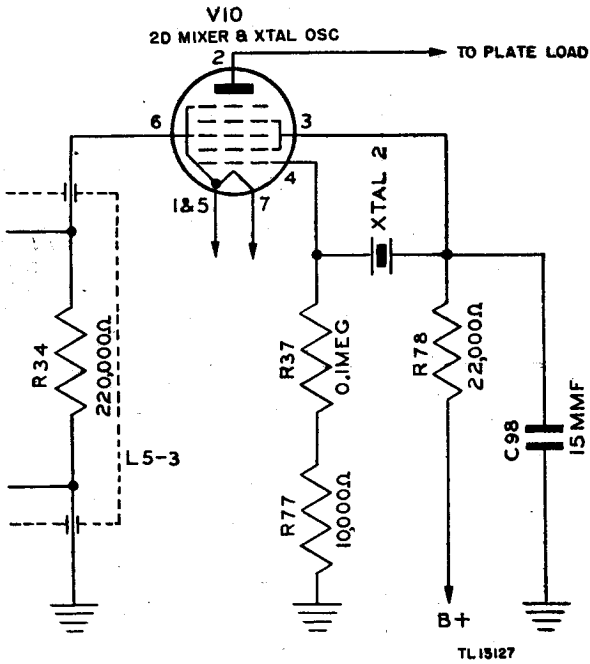 V10
2D MIXER & XTAL OSC
2
TO PLATE LOAD
6
3
4
1&5
7
XTAL 2
R34
220,000Ω
R37
0.1MEG
R78
22,000Ω
C98
15MMF
L5-3
R77
10,000Ω
B+
TL 15127